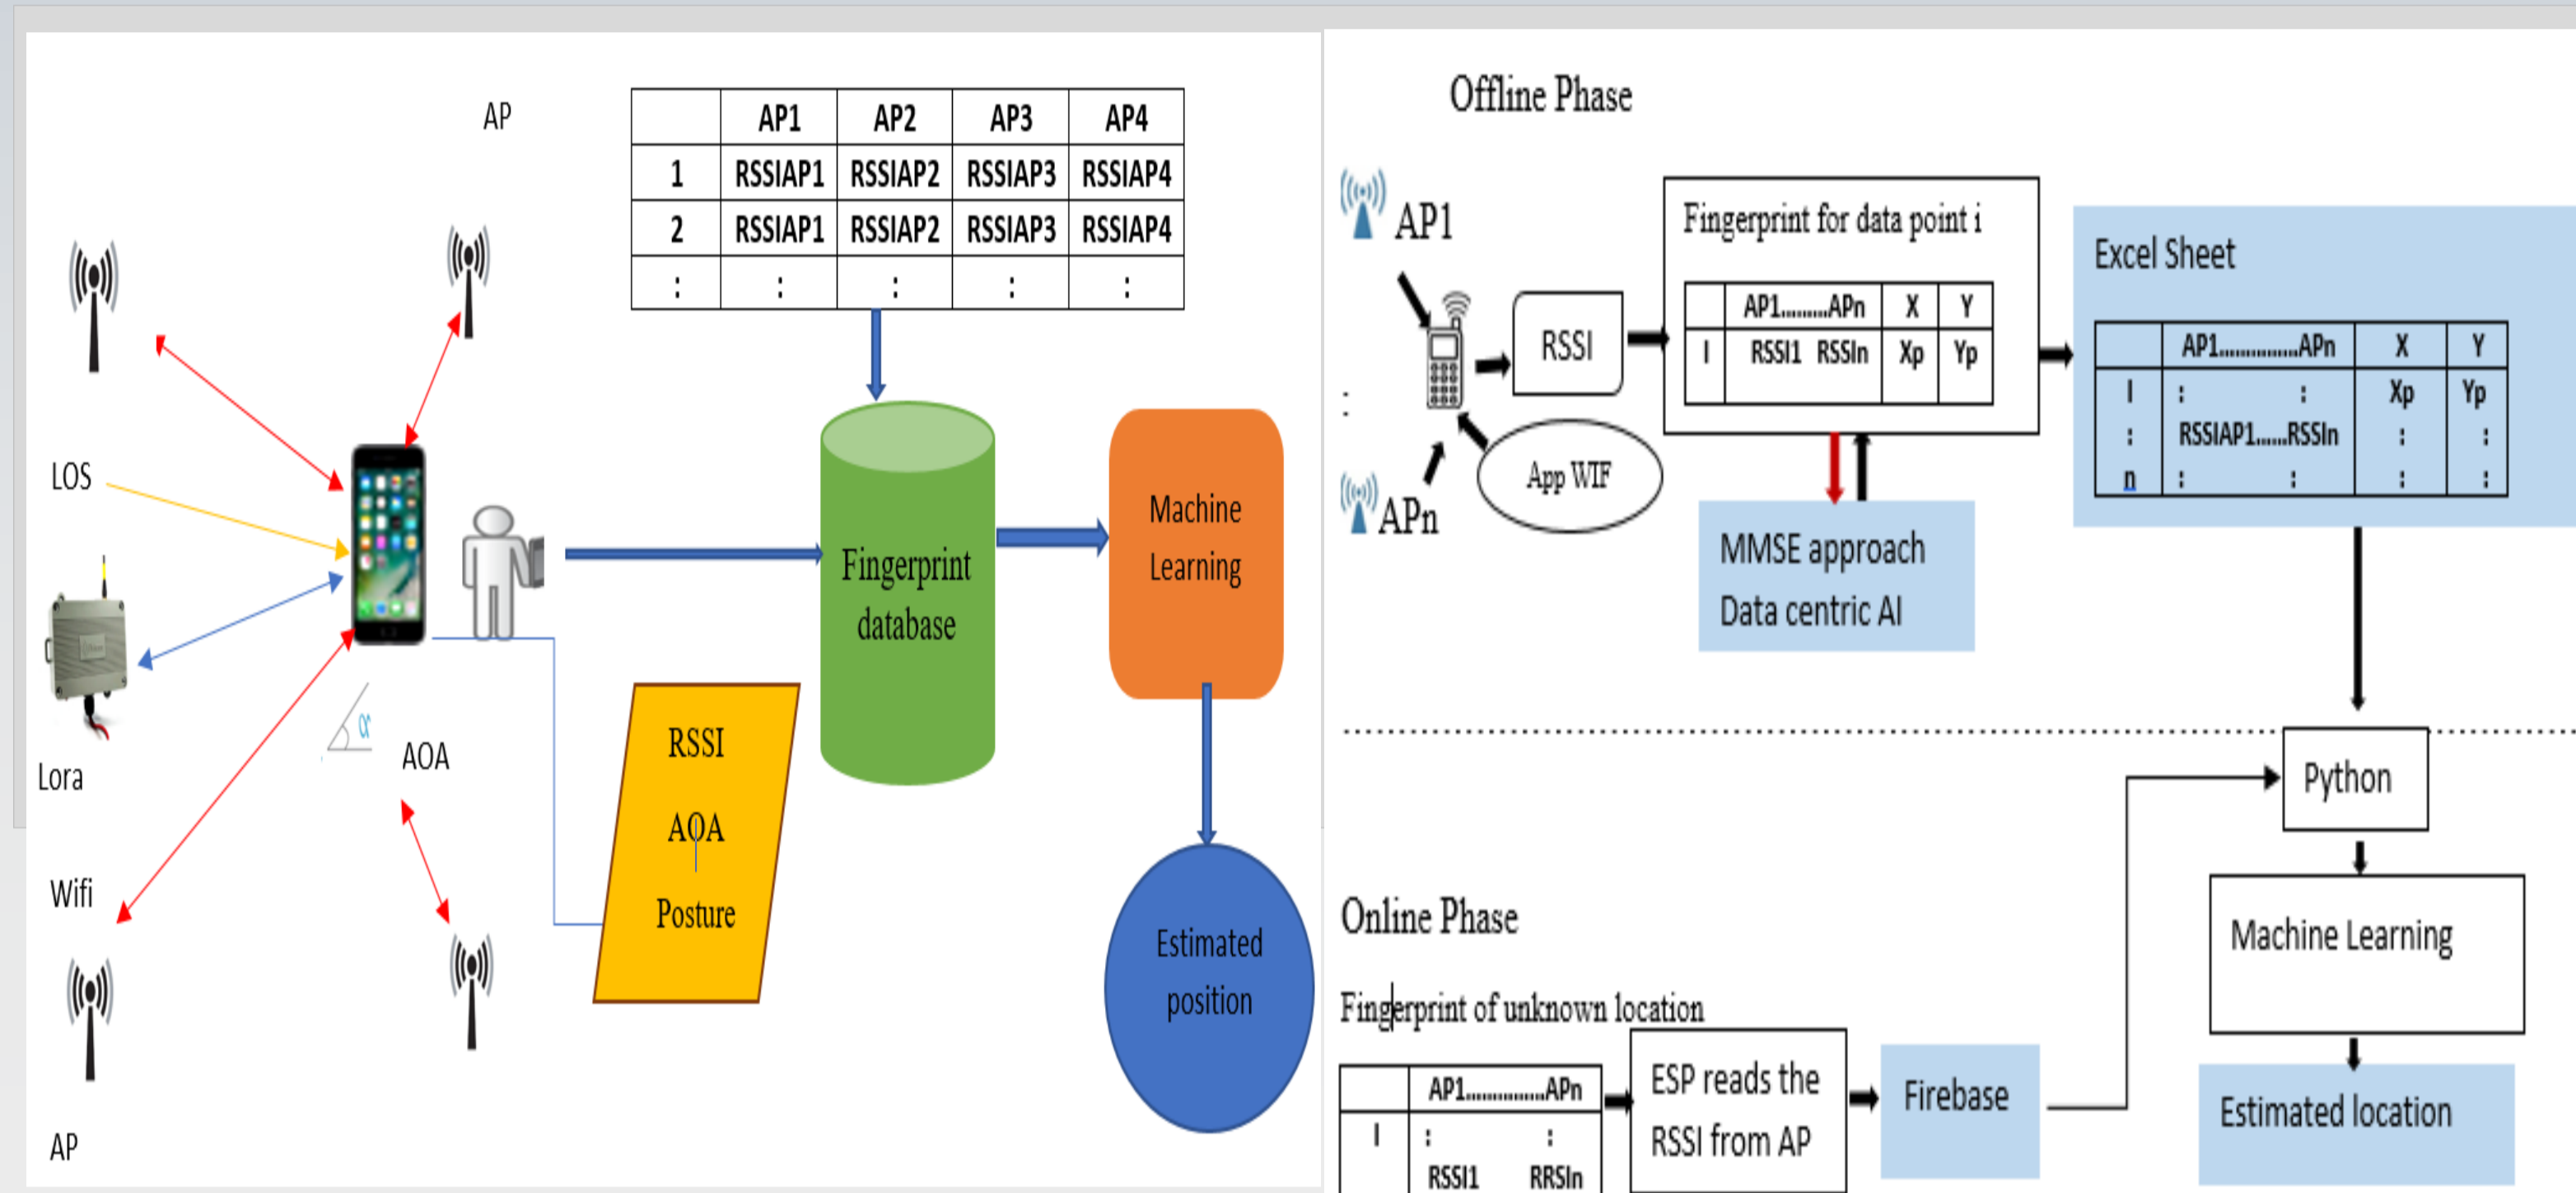 AP
AP1 AP2 AP3 AP4
1 RSSIAP1 RSSIAP2 RSSIAP3 RSSIAP4
2 RSSIAP1 RSSIAP2 RSSIAP3 RSSIAP4
: : : : :
LOS
Lora
Wifi
AP
α
AOA
RSSI
AOA
Posture
Fingerprint
database
Machine
Learning
Estimated
position
Offline Phase
AP1
:
APn
RSSI
App WIF
Fingerprint for data point i
AP1.........APn X Y
I RSSI1 RSSIn Xp Yp
MMSE approach
Data centric AI
Excel Sheet
AP1...............APn X Y
I : : Xp Yp
: RSSIAP1......RSSIn : :
n : : : :
Python
Machine Learning
Estimated location
Online Phase
Fingerprint of unknown location
AP1...............APn
I : :
RSSI1 RRSIn
ESP reads the
RSSI from AP
Firebase